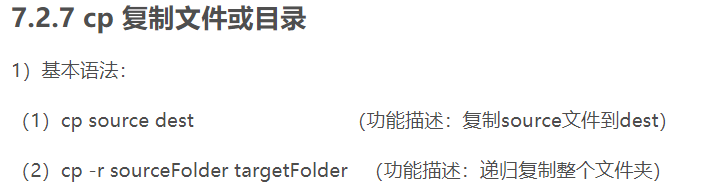 7.2.7 cp 复制文件或目录
1）基本语法：
（1）cp source dest (功能描述：复制source文件到dest)
（2）cp -r sourceFolder targetFolder (功能描述：递归复制整个文件夹)